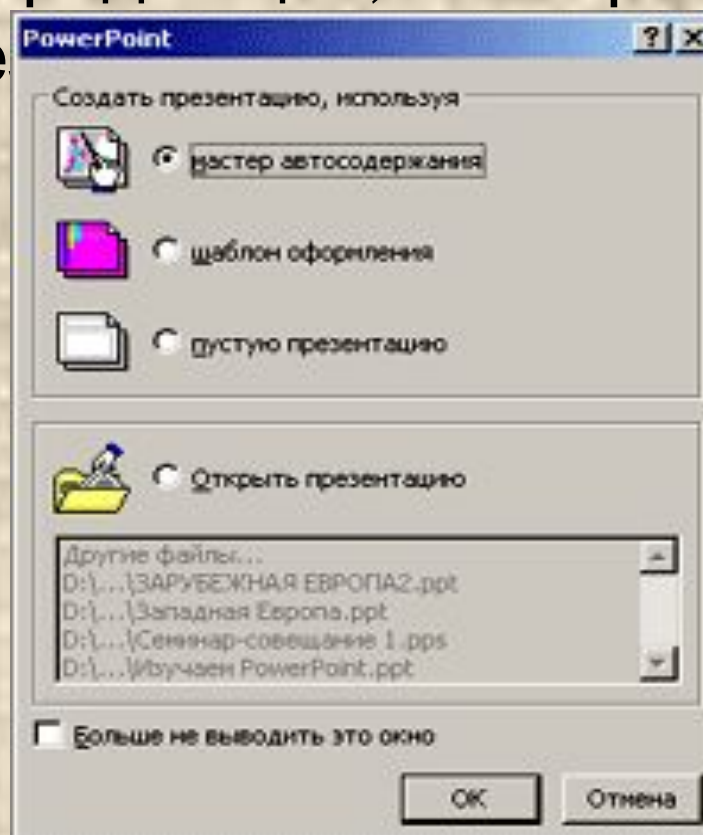 PowerPoint
Создать презентацию, используя
мастер автосодержания
шаблон оформления
пустую презентацию
Открыть презентацию
Другие файлы...
D:\...\ЗАРУБЕЖНАЯ ЕВРОПА2.ppt
D:\...\Западная Европа.ppt
D:\...\Семинар-совещание 1.pps
D:\...\Изучаем PowerPoint.ppt
Больше не выводить это окно
ОК
Отмена